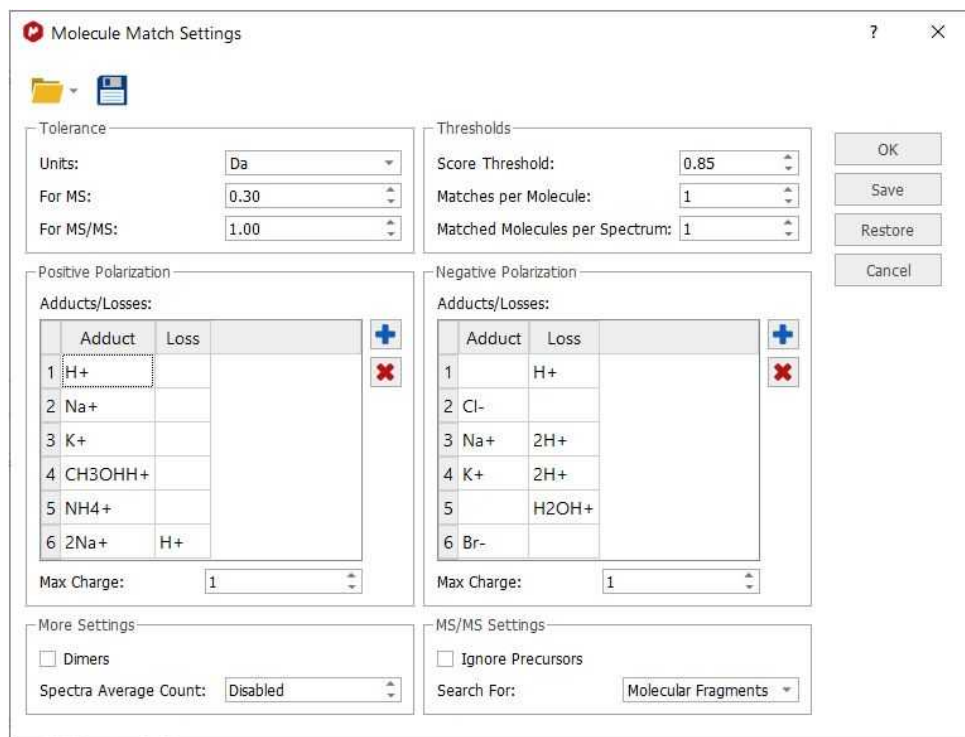 Molecule Match Settings
?
Tolerance
Units: Da
For MS: 0.30
For MS/MS: 1.00
Thresholds
Score Threshold: 0.85
Matches per Molecule: 1
Matched Molecules per Spectrum: 1
OK
Save
Restore
Cancel
Positive Polarization
Adducts/Losses:
Adduct Loss
1 H+
2 Na+
3 K+
4 CH3OHH+
5 NH4+
6 2Na+ H+
Max Charge: 1
Negative Polarization
Adducts/Losses:
Adduct Loss
1 H+
2 Cl-
3 Na+ 2H+
4 K+ 2H+
5 H2OH+
6 Br-
Max Charge: 1
More Settings
Dimers
Spectra Average Count: Disabled
MS/MS Settings
Ignore Precursors
Search For: Molecular Fragments